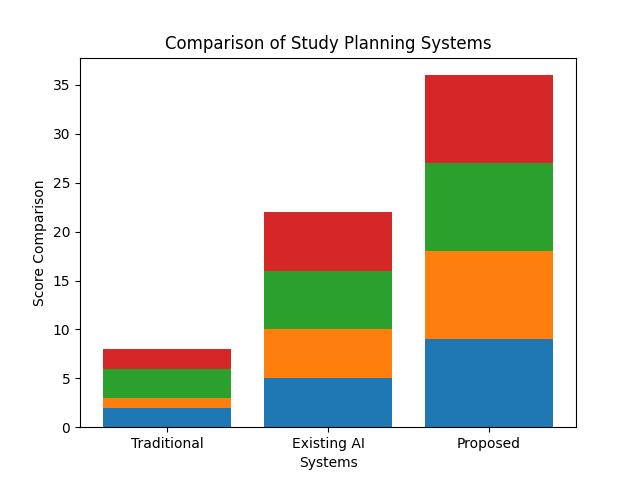 Comparison of Study Planning Systems
35
30
25
20
15
10
5
0
Score Comparison
Traditional
Existing AI
Proposed
Systems